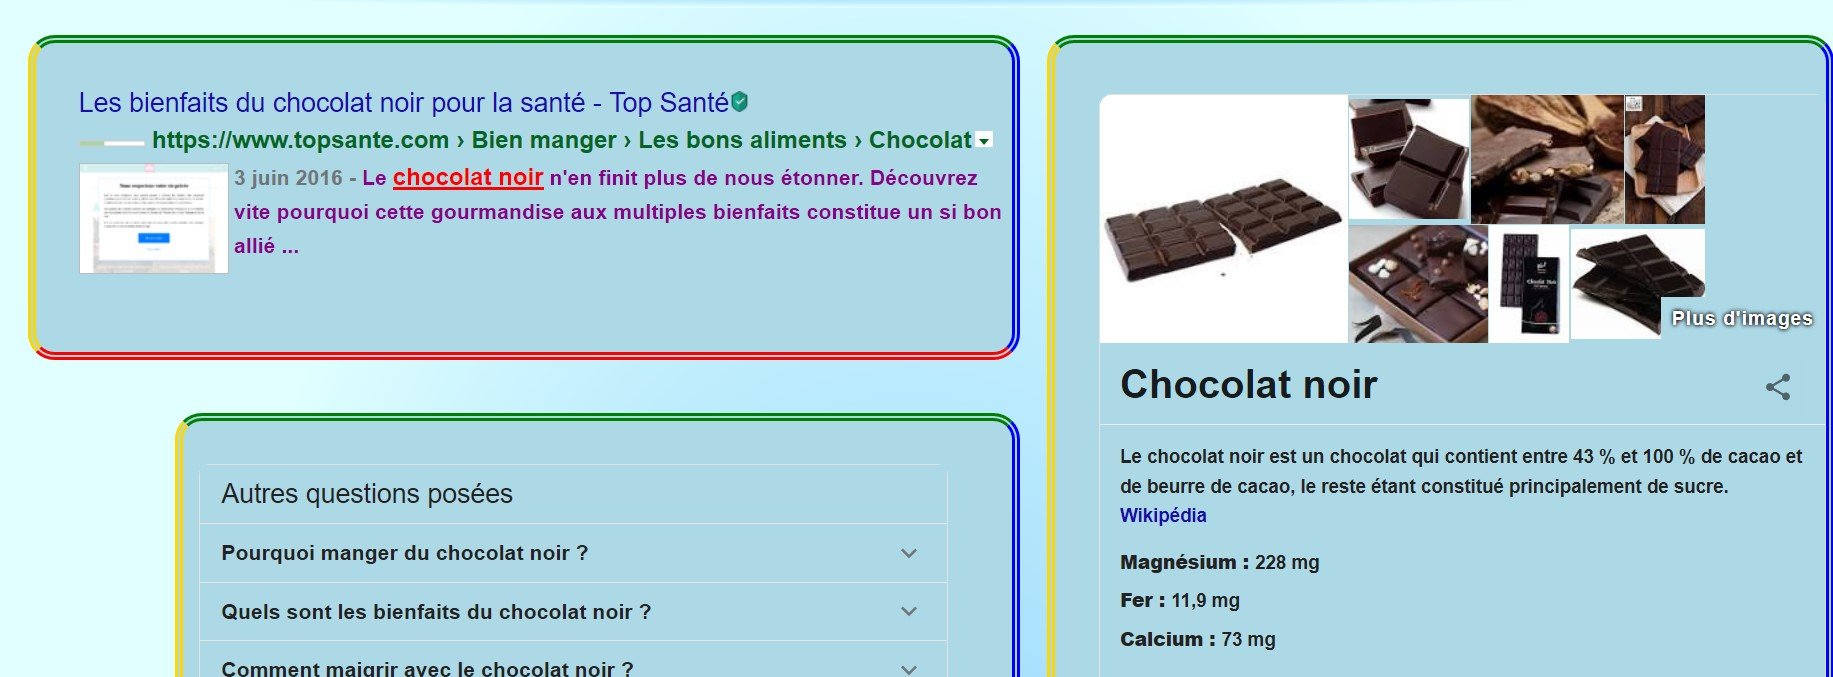 Les bienfaits du chocolat noir pour la santé - Top Santé
https://www.topsante.com › Bien manger › Les bons aliments › Chocolat
3 juin 2016 - Le chocolat noir n'en finit plus de nous étonner. Découvrez
vite pourquoi cette gourmandise aux multiples bienfaits constitue un si bon
allié ...
Autres questions posées
Pourquoi manger du chocolat noir ?
Quels sont les bienfaits du chocolat noir ?
Comment maigrir avec le chocolat noir ?
Plus d'images
Chocolat noir
Le chocolat noir est un chocolat qui contient entre 43 % et 100 % de cacao et
de beurre de cacao, le reste étant constitué principalement de sucre.
Wikipédia
Magnésium : 228 mg
Fer : 11,9 mg
Calcium : 73 mg